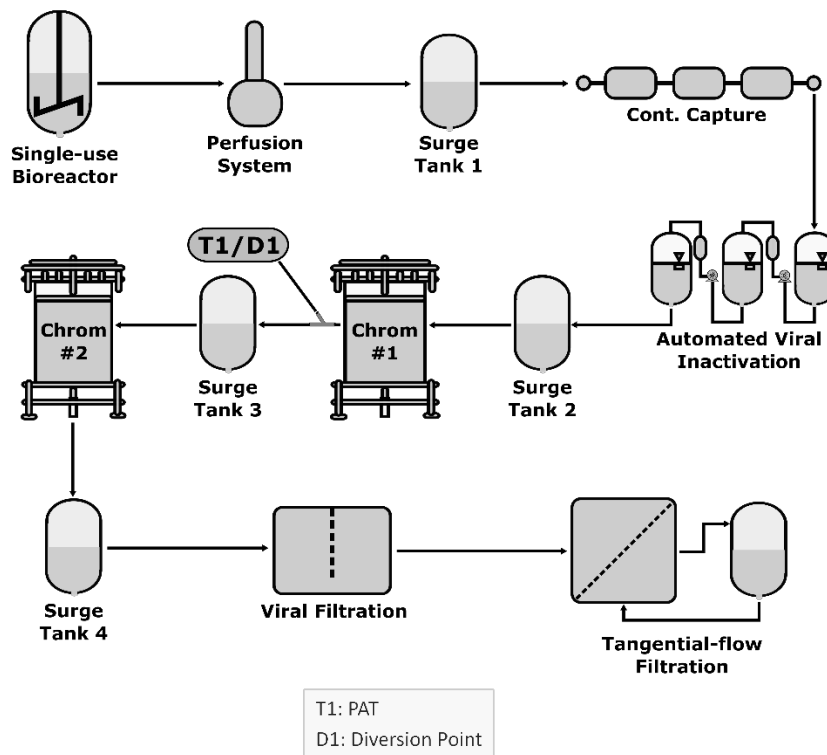 Single-use
Bioreactor
Perfusion
System
Surge
Tank 1
Cont. Capture
T1/D1
Chrom
#2
Surge
Tank 3
Chrom
#1
Surge
Tank 2
Automated Viral
Inactivation
Surge
Tank 4
Viral Filtration
Tangential-flow
Filtration
T1: PAT
D1: Diversion Point